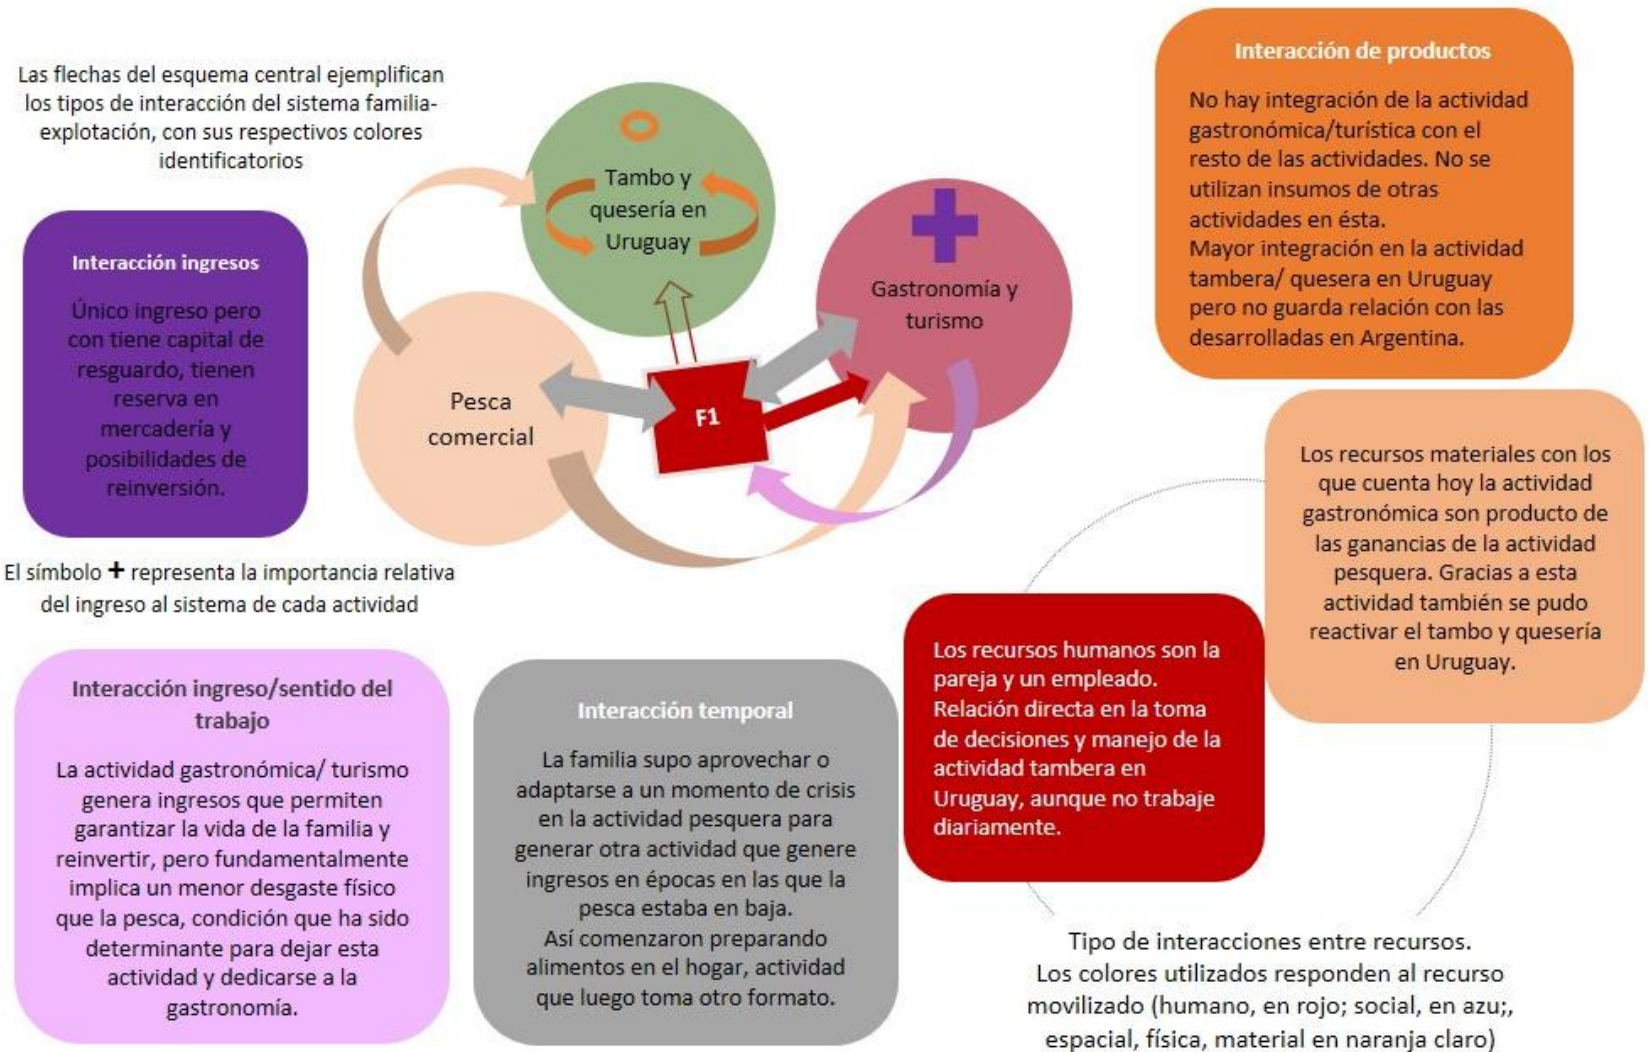 Las flechas del esquema central ejemplifican
los tipos de interacción del sistema familia-
explotación, con sus respectivos colores
identificatorios
Interacción ingresos
Único ingreso pero
con tiene capital de
resguardo, tienen
reserva en
mercadería y
posibilidades de
reinversión.
El símbolo + representa la importancia relativa
del ingreso al sistema de cada actividad
Tambo y
quesería en
Uruguay
Gastronomía y
turismo
Pesca
comercial
F1
Interacción de productos
No hay integración de la actividad
gastronómica/turística con el
resto de las actividades. No se
utilizan insumos de otras
actividades en ésta.
Mayor integración en la actividad
tambera/ quesera en Uruguay
pero no guarda relación con las
desarrolladas en Argentina.
Los recursos materiales con los
que cuenta hoy la actividad
gastronómica son producto de
las ganancias de la actividad
pesquera. Gracias a esta
actividad también se pudo
reactivar el tambo y quesería
en Uruguay.
Los recursos humanos son la
pareja y un empleado.
Relación directa en la toma
de decisiones y manejo de la
actividad tambera en
Uruguay, aunque no trabaje
diariamente.
Interacción ingreso/sentido del
trabajo
La actividad gastronómica/ turismo
genera ingresos que permiten
garantizar la vida de la familia y
reinvertir, pero fundamentalmente
implica un menor desgaste físico
que la pesca, condición que ha sido
determinante para dejar esta
actividad y dedicarse a la
gastronomía.
Interacción temporal
La familia supo aprovechar o
adaptarse a un momento de crisis
en la actividad pesquera para
generar otra actividad que genere
ingresos en épocas en las que la
pesca estaba en baja.
Así comenzaron preparando
alimentos en el hogar, actividad
que luego toma otro formato.
Tipo de interacciones entre recursos.
Los colores utilizados responden al recurso
movilizado (humano, en rojo; social, en azu;,
espacial, física, material en naranja claro)